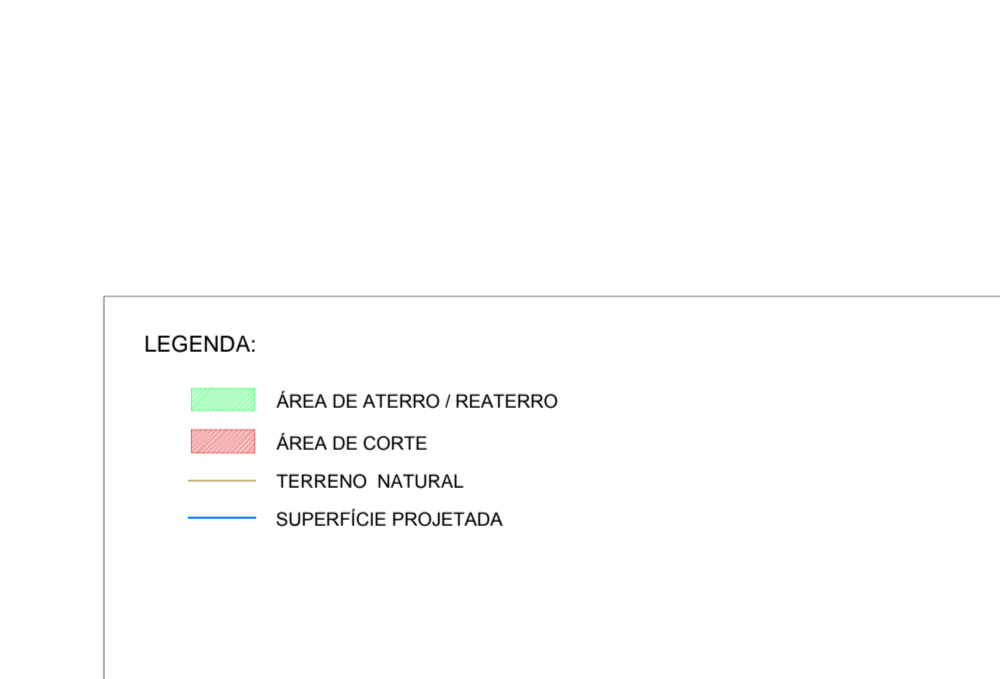 LEGENDA:
ÁREA DE ATERRO / REATERRO
ÁREA DE CORTE
TERRENO NATURAL
SUPERFÍCIE PROJETADA